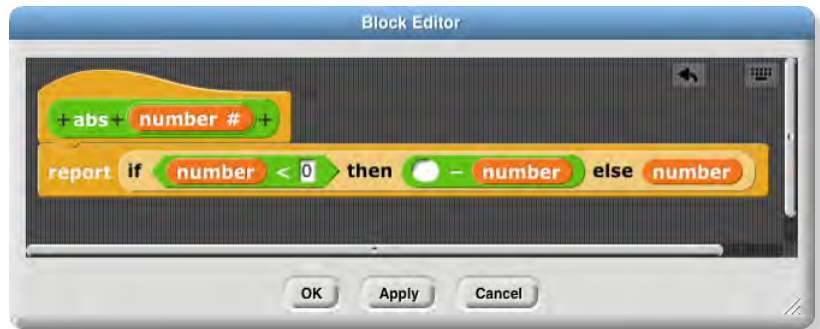 Block Editor
+abs+ number # +
report if number < 0 then − number else number
OK Apply Cancel